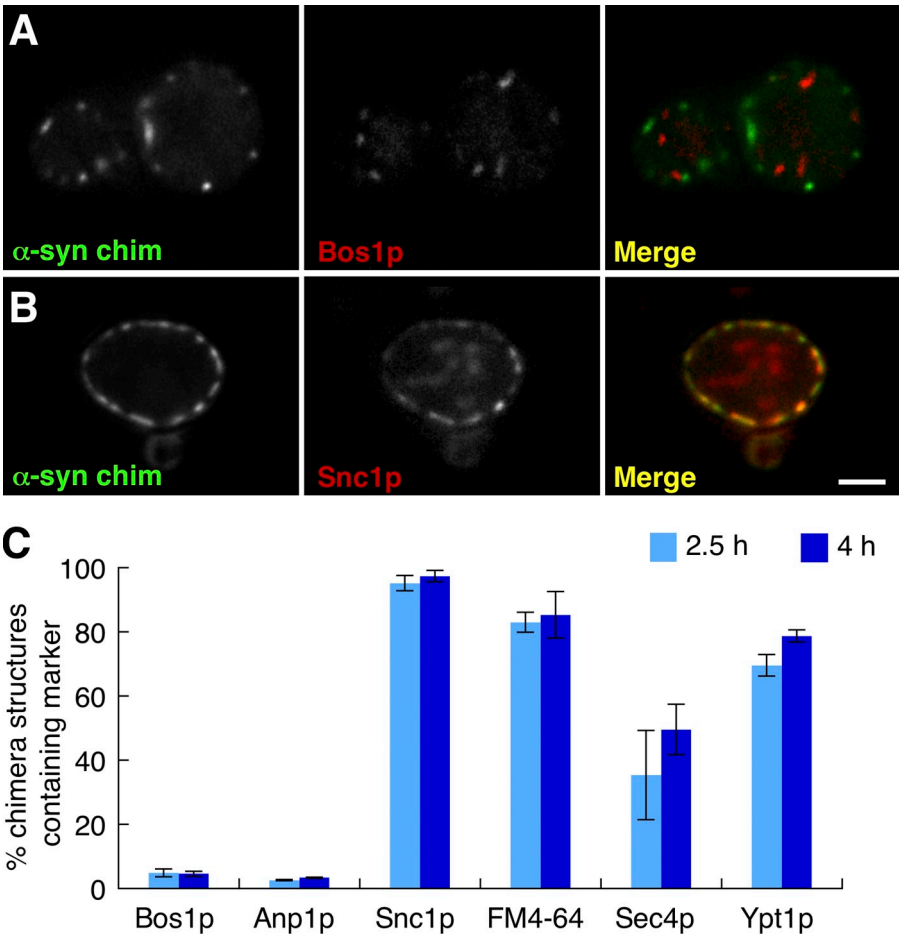 A
α-syn chim
Bos1p
Merge
B
α-syn chim
Snc1p
Merge
C
2.5 h
4 h
% chimera structures
containing marker
100
80
60
40
20
0
Bos1p
Anp1p
Snc1p
FM4-64
Sec4p
Ypt1p